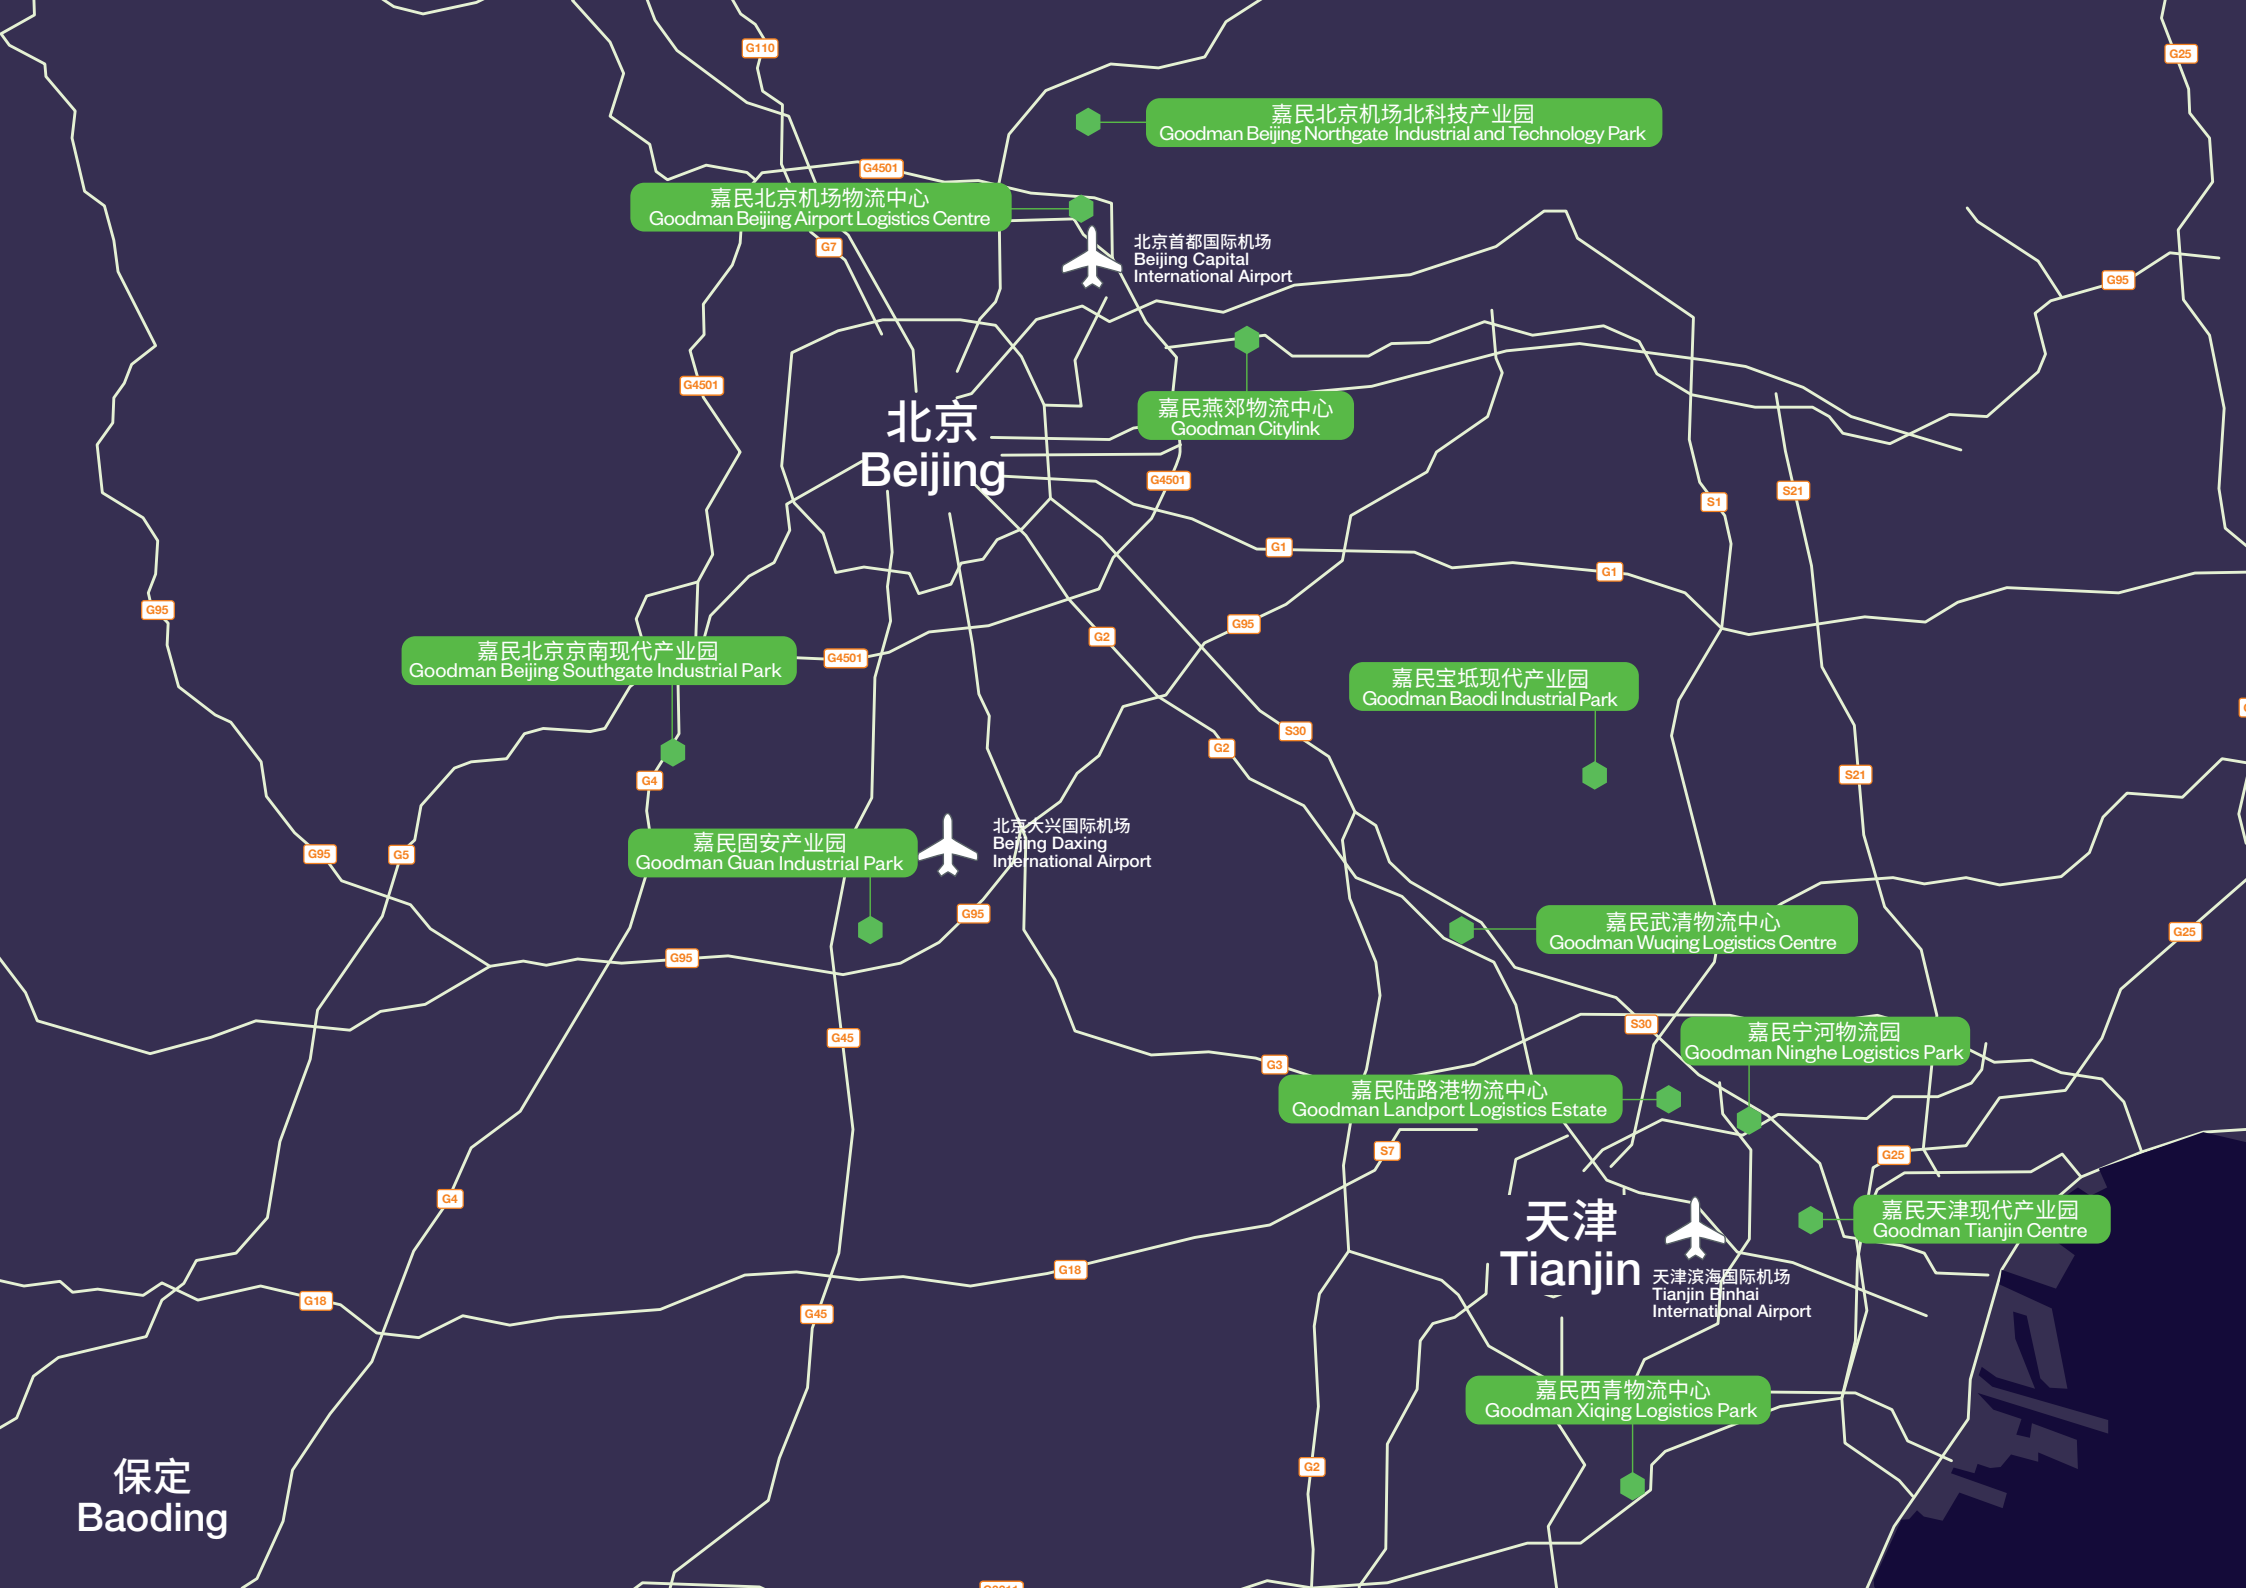 G110
G25
嘉民北京机场北科技产业园
Goodman Beijing Northgate Industrial and Technology Park
G4501
嘉民北京机场物流中心
Goodman Beijing Airport Logistics Centre
G7
北京首都国际机场
Beijing Capital
International Airport
G95
G4501
嘉民燕郊物流中心
Goodman Citylink
北京
Beijing
G4501
S1
S21
G1
G1
G95
G95
G2
嘉民北京京南现代产业园
Goodman Beijing Southgate Industrial Park
G4501
嘉民宝坻现代产业园
Goodman Baodi Industrial Park
S30
G2
G4
S21
北京大兴国际机场
Beijing Daxing
International Airport
嘉民固安产业园
Goodman Guan Industrial Park
G95
G5
G95
嘉民武清物流中心
Goodman Wuqing Logistics Centre
G25
G95
S30
嘉民宁河物流园
Goodman Ninghe Logistics Park
G45
G3
嘉民陆路港物流中心
Goodman Landport Logistics Estate
S7
G25
G4
嘉民天津现代产业园
Goodman Tianjin Centre
天津
Tianjin
天津滨海国际机场
Tianjin Binhai
International Airport
G18
G18
G45
嘉民西青物流中心
Goodman Xiqing Logistics Park
G2
保定
Baoding